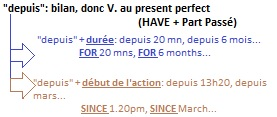 "depuis": bilan, donc V. au present perfect
(HAVE + Part Passé)
"depuis" + durée: depuis 20 mn, depuis 6 mois...
FOR 20 mns, FOR 6 months...
"depuis" + début de l'action: depuis 13h20, depuis
mars...
SINCE 1.20pm, SINCE March...